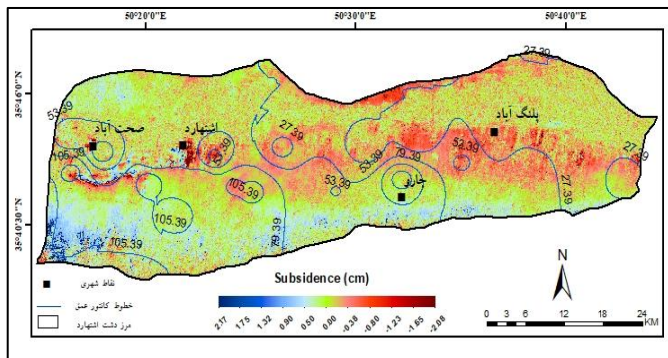 50°20'0"E 50°30'0"E 50°40'0"E
35°46'0"N
35°40'30"N
27.39
53.39
صحت آباد
اشتهارد
پلنگ آباد
105.39
27.39
79.39
52.39
53.39
53.39
جارو
105.39
27.39
105.39
79.39
105.39
N
نقاط شهری
خطوط کانتور عمق
مرز دشت اشتهارد
Subsidence (cm)
2.17 1.75 1.32 0.90 0.50 0.00 -0.38 -1.23 -1.65 -2.08
0 3 6 12 18 24
KM